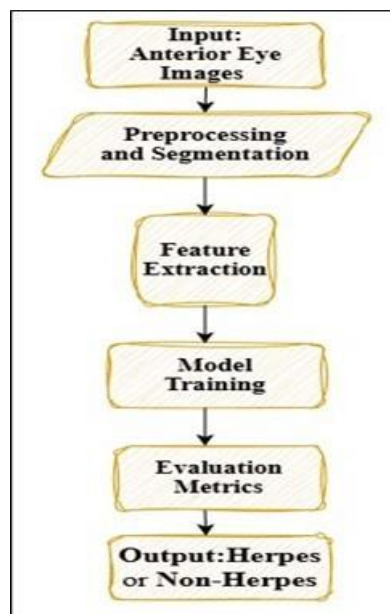 Input:
Anterior Eye
Images
Preprocessing
and Segmentation
Feature
Extraction
Model
Training
Evaluation
Metrics
Output:Herpes
or Non-Herpes